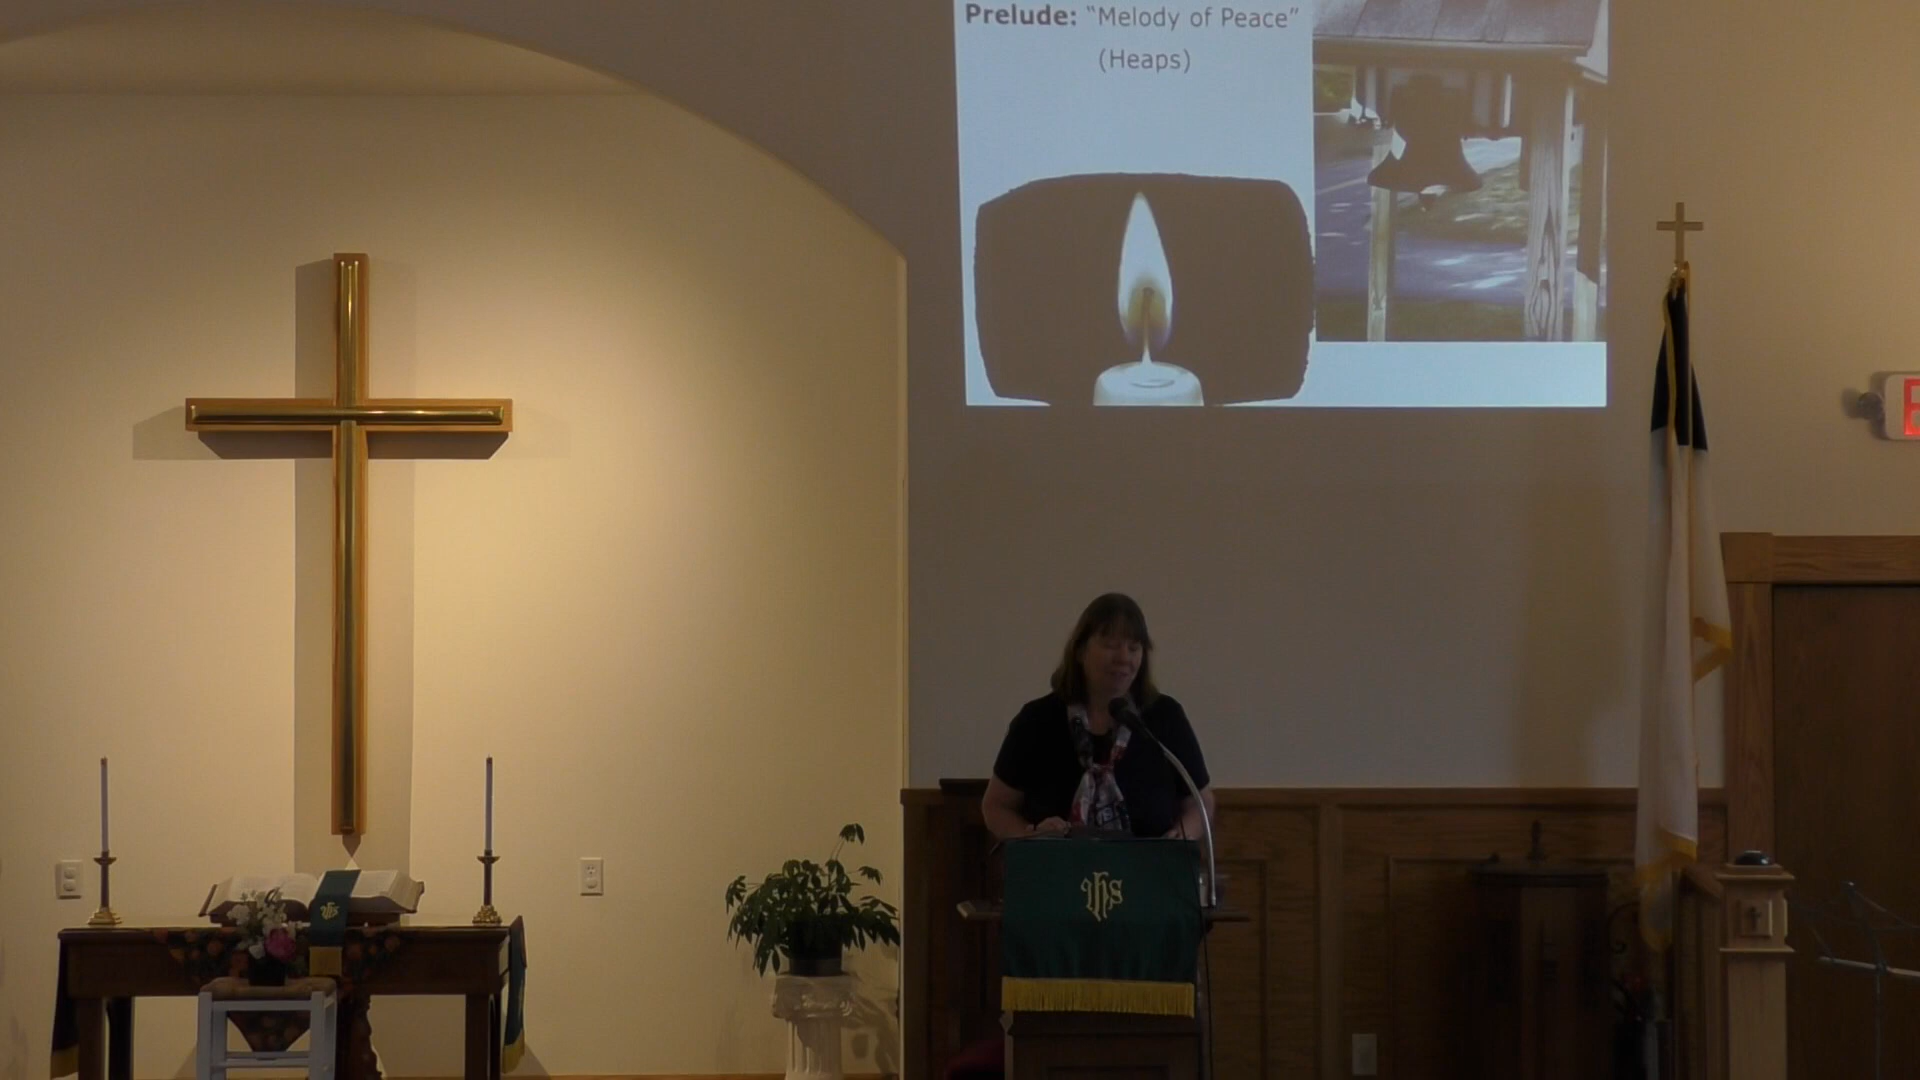 Prelude: “Melody of Peace”
(Heaps)
IHS
IHS